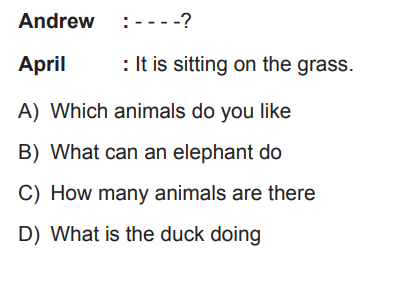 Andrew : - - - -?
April : It is sitting on the grass.
A) Which animals do you like
B) What can an elephant do
C) How many animals are there
D) What is the duck doing